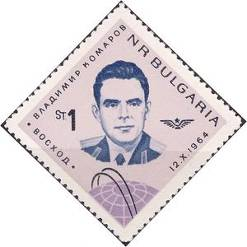 ВЛАДИМИР КОМАРОВ
NR BULGARIA
ST. 1
· ВОСХОД ·
12·X·1964